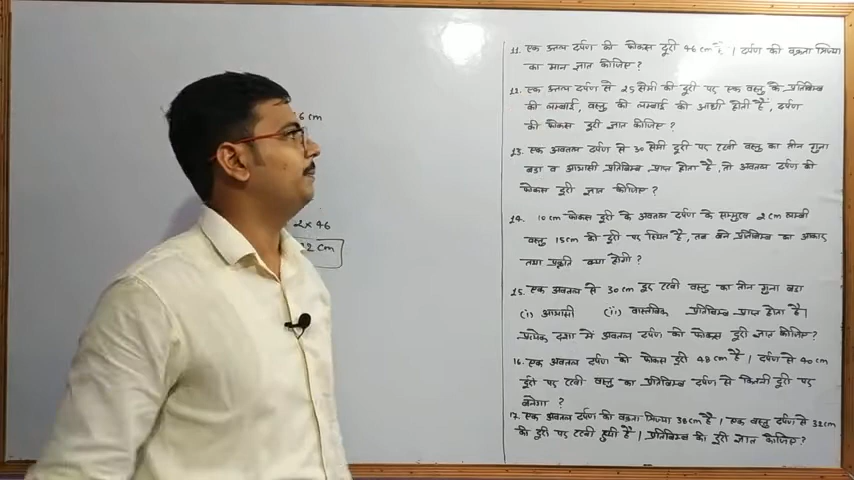 6 cm
2 × 46
2 cm
11. एक उत्तल दर्पण की फोकस दूरी 46 cm है। दर्पण की वक्रता त्रिज्या
का मान ज्ञात कीजिए?
12. एक उत्तल दर्पण से 25 सेमी की दूरी पर एक वस्तु के प्रतिबिम्ब
की लम्बाई, वस्तु की लम्बाई की आधी होती है, दर्पण
की फोकस दूरी ज्ञात कीजिए?
13. एक अवतल दर्पण से 30 सेमी दूरी पर रखी वस्तु का तीन गुना
बड़ा व आभासी प्रतिबिम्ब प्राप्त होता है, तो अवतल दर्पण की
फोकस दूरी ज्ञात कीजिए?
14. 10 cm फोकस दूरी के अवतल दर्पण के सम्मुख 2 cm लम्बी
वस्तु 15 cm की दूरी पर स्थित है, तब बने प्रतिबिम्ब का आकार
तथा प्रकृति क्या होगी?
15. एक अवतल से 30 cm दूर रखी वस्तु का तीन गुना बड़ा
(i) आभासी (ii) वास्तविक प्रतिबिम्ब प्राप्त होता है।
प्रत्येक दशा में अवतल दर्पण की फोकस दूरी ज्ञात कीजिए?
16. एक अवतल दर्पण की फोकस दूरी 48 cm है। दर्पण से 40 cm
दूरी पर रखी वस्तु का प्रतिबिम्ब दर्पण से कितनी दूरी पर
बनेगा?
17. एक अवतल दर्पण की वक्रता त्रिज्या 38 cm है। एक वस्तु दर्पण से 32 cm
की दूरी पर रखी हुयी है। प्रतिबिम्ब की दूरी ज्ञात कीजिए?